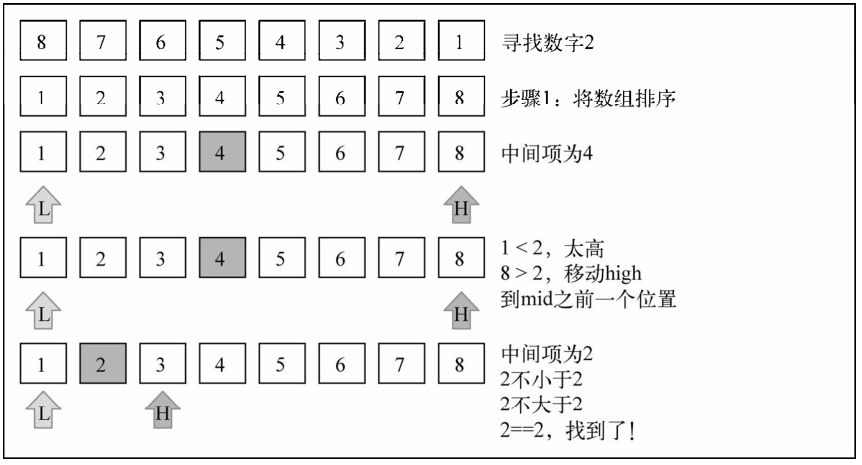 8 7 6 5 4 3 2 1 寻找数字2
1 2 3 4 5 6 7 8 步骤1：将数组排序
1 2 3 4 5 6 7 8 中间项为4
L H
1 2 3 4 5 6 7 8
1 < 2，太高
8 > 2，移动high
到mid之前一个位置
L H
1 2 3 4 5 6 7 8
中间项为2
2不小于2
2不大于2
2==2，找到了！
L H